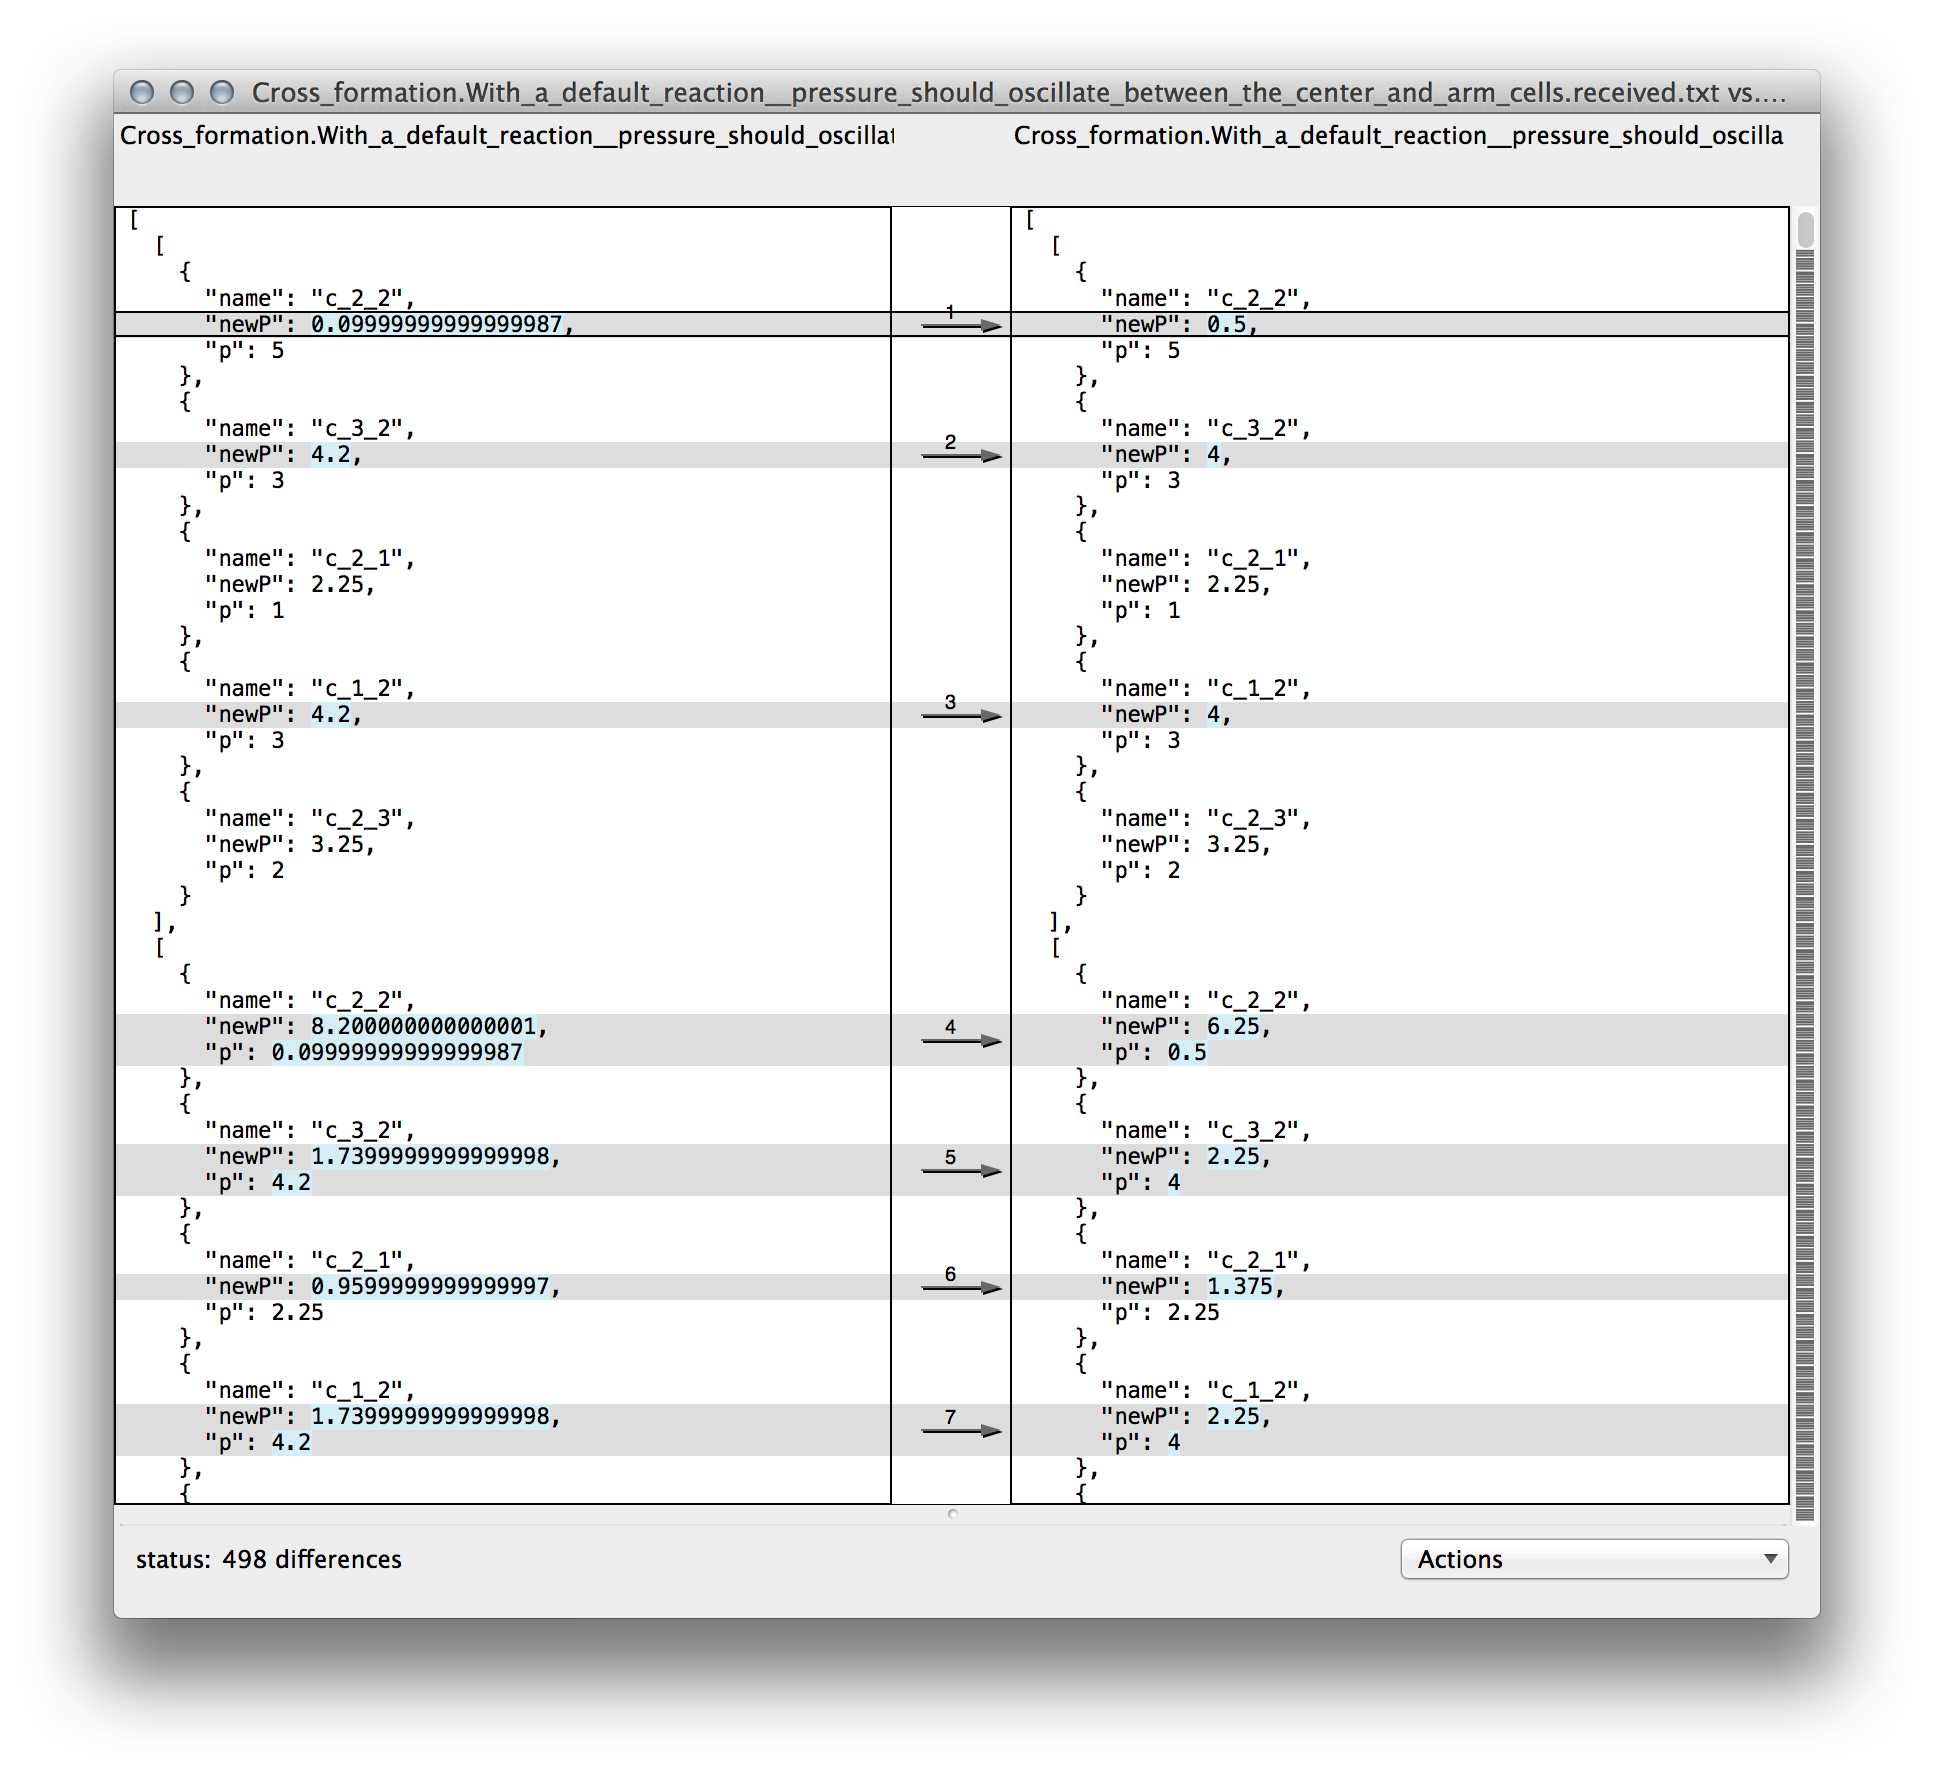 Cross_formation.With_a_default_reaction__pressure_should_oscillate_between_the_center_and_arm_cells.received.txt vs....
Cross_formation.With_a_default_reaction__pressure_should_oscillat
Cross_formation.With_a_default_reaction__pressure_should_oscilla
[
[
{
"name": "c_2_2",
"newP": 0.09999999999999987,
"p": 5
},
{
"name": "c_3_2",
"newP": 4.2,
"p": 3
},
{
"name": "c_2_1",
"newP": 2.25,
"p": 1
},
{
"name": "c_1_2",
"newP": 4.2,
"p": 3
},
{
"name": "c_2_3",
"newP": 3.25,
"p": 2
}
],
[
{
"name": "c_2_2",
"newP": 8.200000000000001,
"p": 0.09999999999999987
},
{
"name": "c_3_2",
"newP": 1.7399999999999998,
"p": 4.2
},
{
"name": "c_2_1",
"newP": 0.9599999999999997,
"p": 2.25
},
{
"name": "c_1_2",
"newP": 1.7399999999999998,
"p": 4.2
},
{
1
2
3
4
5
6
7
[
[
{
"name": "c_2_2",
"newP": 0.5,
"p": 5
},
{
"name": "c_3_2",
"newP": 4,
"p": 3
},
{
"name": "c_2_1",
"newP": 2.25,
"p": 1
},
{
"name": "c_1_2",
"newP": 4,
"p": 3
},
{
"name": "c_2_3",
"newP": 3.25,
"p": 2
}
],
[
{
"name": "c_2_2",
"newP": 6.25,
"p": 0.5
},
{
"name": "c_3_2",
"newP": 2.25,
"p": 4
},
{
"name": "c_2_1",
"newP": 1.375,
"p": 2.25
},
{
"name": "c_1_2",
"newP": 2.25,
"p": 4
},
{
status: 498 differences
Actions